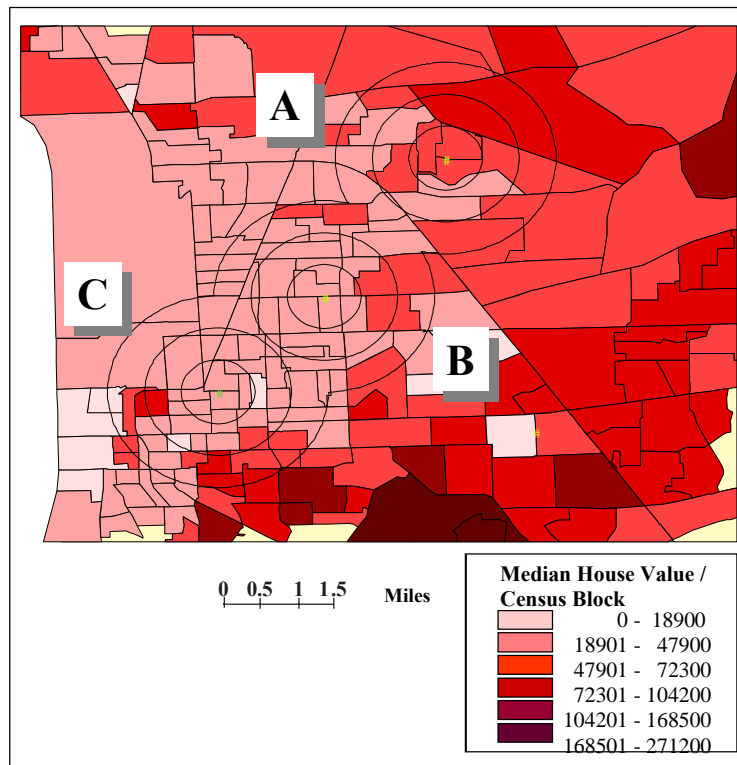 A
C
B
#
#
#
#
0 0.5 1 1.5 Miles
Median House Value /
Census Block
0 - 18900
18901 - 47900
47901 - 72300
72301 - 104200
104201 - 168500
168501 - 271200